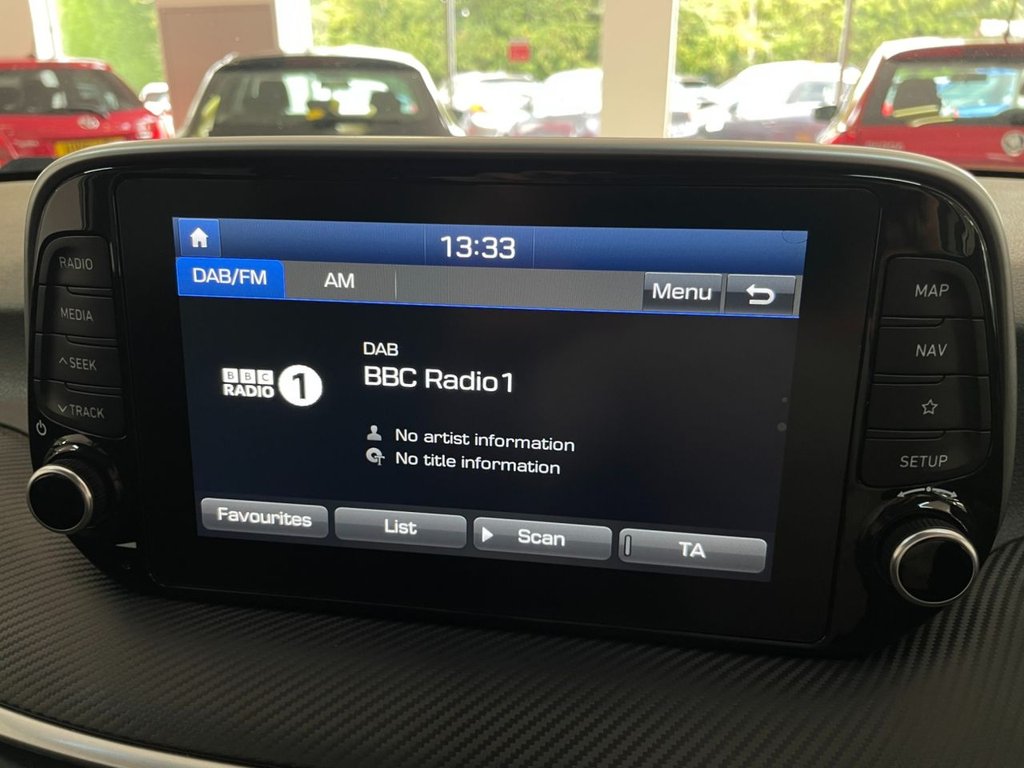 13:33
DAB/FM
AM
Menu
RADIO
MEDIA
SEEK
TRACK
BBC
RADIO 1
DAB
BBC Radio 1
No artist information
No title information
Favourites
List
Scan
TA
MAP
NAV
SETUP